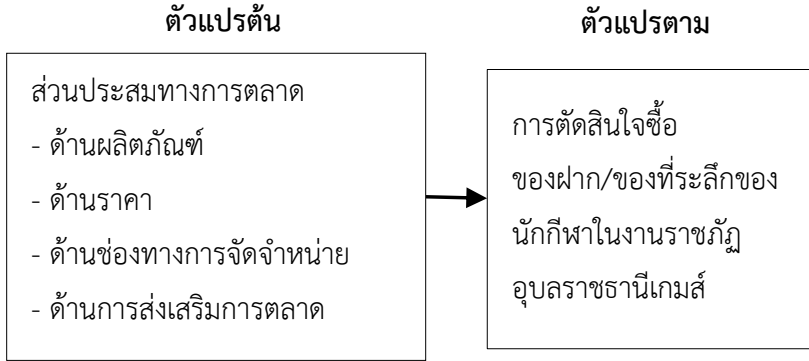 ตัวแปรต้น
ส่วนประสมทางการตลาด
- ด้านผลิตภัณฑ์
- ด้านราคา
- ด้านช่องทางการจัดจำหน่าย
- ด้านการส่งเสริมการตลาด
ตัวแปรตาม
การตัดสินใจซื้อ
ของฝาก/ของที่ระลึกของ
นักกีฬาในงานราชภัฏ
อุบลราชธานีเกมส์